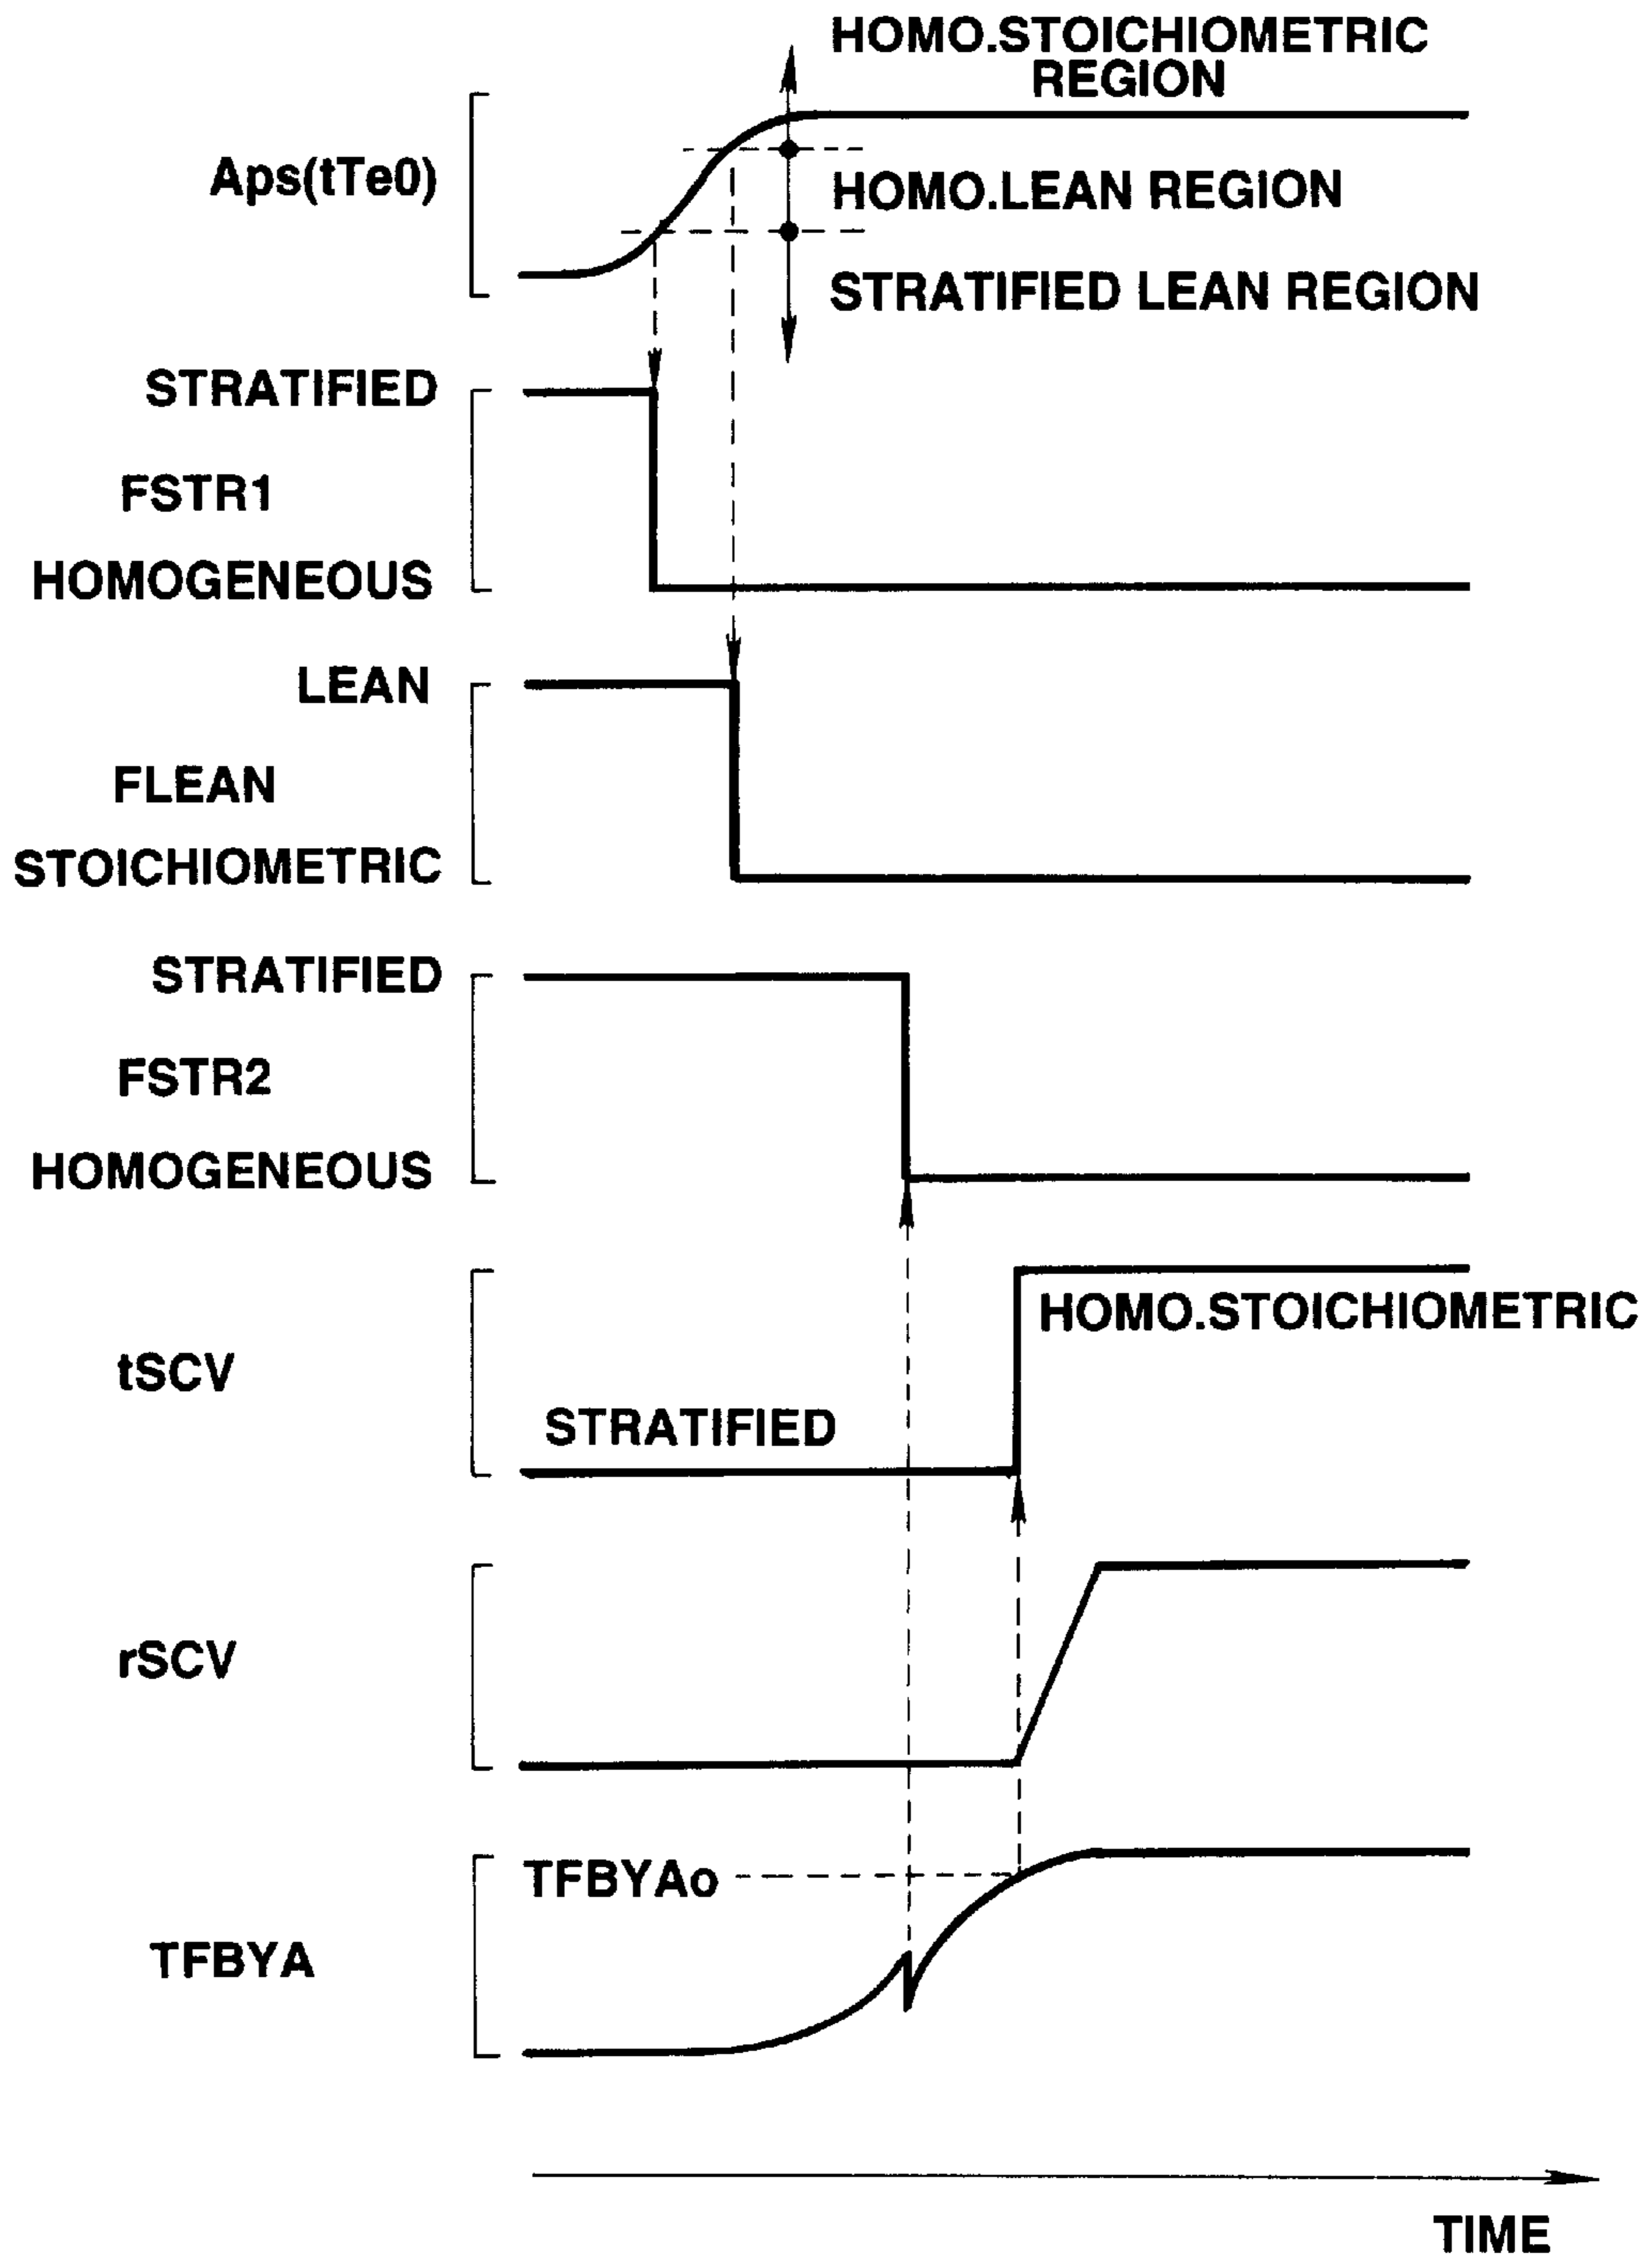 HOMO.STOICHIOMETRIC
REGION
Aps(tTe0)
HOMO.LEAN REGION
STRATIFIED LEAN REGION
STRATIFIED
FSTR1
HOMOGENEOUS
LEAN
FLEAN
STOICHIOMETRIC
STRATIFIED
FSTR2
HOMOGENEOUS
HOMO.STOICHIOMETRIC
tSCV
STRATIFIED
rSCV
TFBYAo
TFBYA
TIME